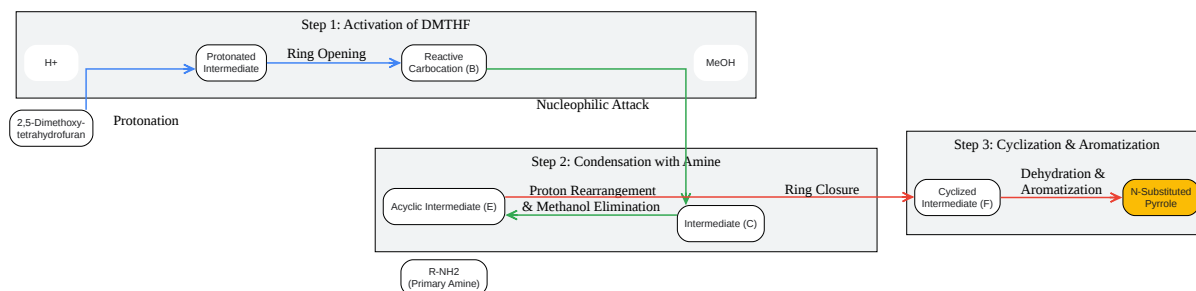 Step 1: Activation of DMTHF
H+
Protonated
Intermediate
Ring Opening
Reactive
Carbocation (B)
MeOH
2,5-Dimethoxy-
tetrahydrofuran
Protonation
Nucleophilic Attack
Step 2: Condensation with Amine
Acyclic Intermediate (E)
Proton Rearrangement
& Methanol Elimination
Intermediate (C)
Ring Closure
R-NH2
(Primary Amine)
Step 3: Cyclization & Aromatization
Cyclized
Intermediate (F)
Dehydration &
Aromatization
N-Substituted
Pyrrole